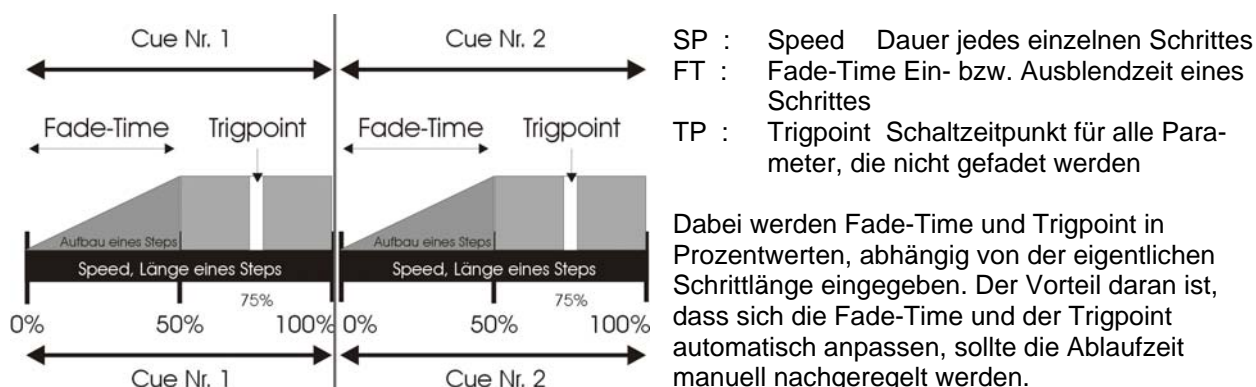 Cue Nr. 1
Cue Nr. 2
Fade-Time
Trigpoint
Fade-Time
Trigpoint
Aufbau eines Steps
Aufbau eines Steps
Speed, Länge eines Steps
Speed, Länge eines Steps
75%
75%
0%
50%
100%
0%
50%
100%
Cue Nr. 1
Cue Nr. 2
SP : Speed Dauer jedes einzelnen Schrittes
FT : Fade-Time Ein- bzw. Ausblendzeit eines
Schrittes
TP : Trigpoint Schaltzeitpunkt für alle Para-
meter, die nicht gefadet werden
Dabei werden Fade-Time und Trigpoint in
Prozentwerten, abhängig von der eigentlichen
Schrittlänge eingegeben. Der Vorteil daran ist,
dass sich die Fade-Time und der Trigpoint
automatisch anpassen, sollte die Ablaufzeit
manuell nachgeregelt werden.